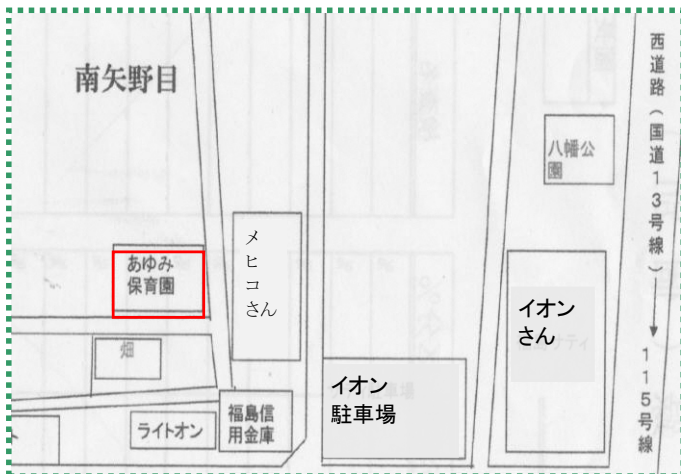 南矢野目
西道路（国道13号線）
115号線
八幡公
園
メヒコさん
あゆみ
保育園
イオン
さん
畑
イオン
駐車場
福島信
用金庫
ライトオン